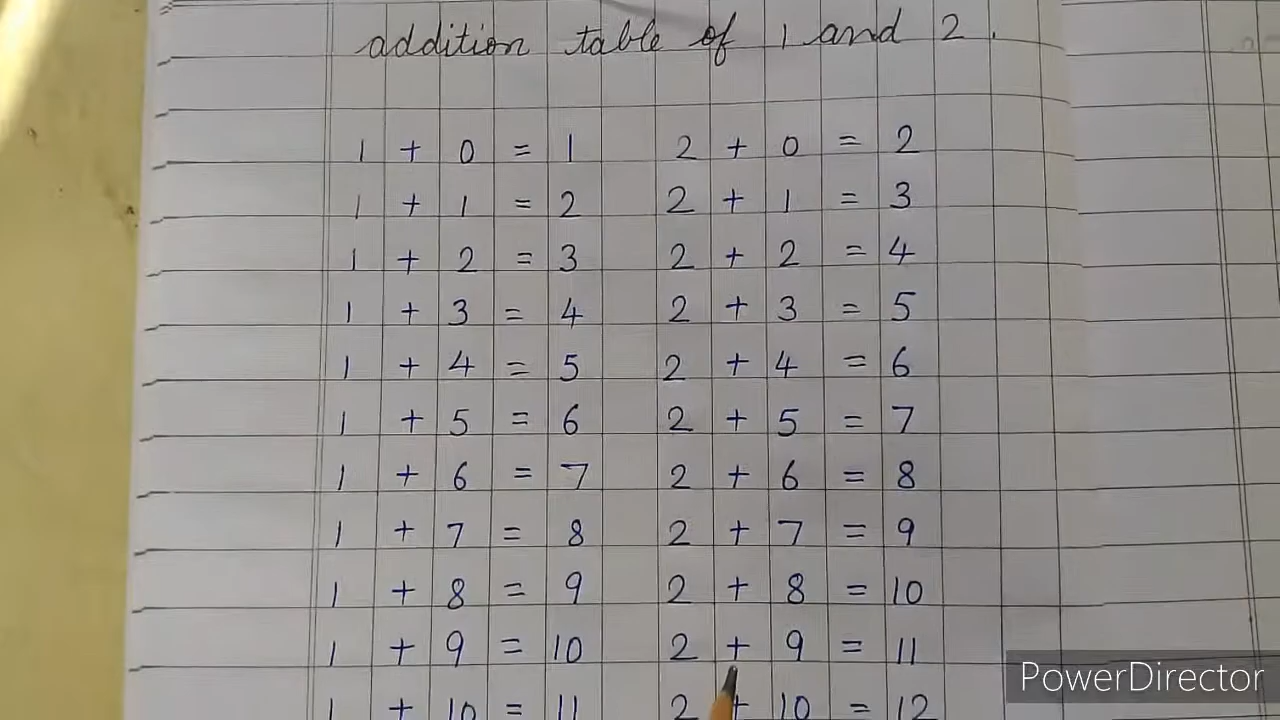 addition table of 1 and 2.
1 + 0 = 1 2 + 0 = 2
1 + 1 = 2 2 + 1 = 3
1 + 2 = 3 2 + 2 = 4
1 + 3 = 4 2 + 3 = 5
1 + 4 = 5 2 + 4 = 6
1 + 5 = 6 2 + 5 = 7
1 + 6 = 7 2 + 6 = 8
1 + 7 = 8 2 + 7 = 9
1 + 8 = 9 2 + 8 = 10
1 + 9 = 10 2 + 9 = 11
1 + 10 = 11 2 + 10 = 12
PowerDirector